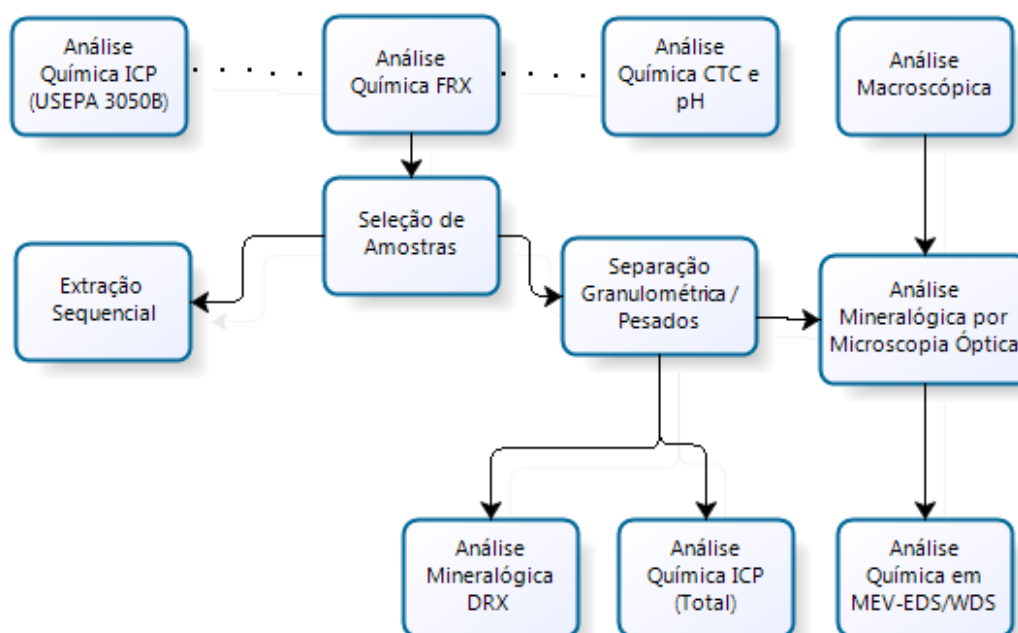 Análise
Química ICP
(USEPA 3050B)
Análise
Química FRX
Análise
Química CTC e
pH
Análise
Macroscópica
Seleção de
Amostras
Extração
Sequencial
Separação
Granulométrica /
Pesados
Análise
Mineralógica por
Microscopia Óptica
Análise
Mineralógica
DRX
Análise
Química ICP
(Total)
Análise
Química em
MEV-EDS/WDS